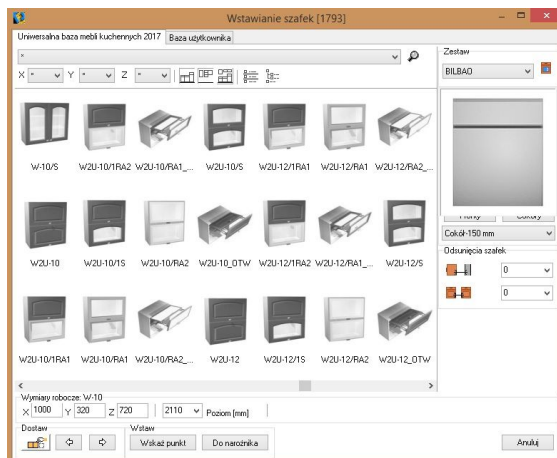 Wstawianie szafek [1793]
Uniwersalna baza mebli kuchennych 2017 Baza użytkownika
*
X * Y * Z *
Zestaw
BILBAO
W-10/S W2U-10/1RA2 W2U-10/RA1_... W2U-10/S W2U-12/1RA1 W2U-12/RA1 W2U-12/RA2_...
W2U-10 W2U-10/1S W2U-10/RA2 W2U-10_OTW W2U-12/1RA2 W2U-12/RA1_... W2U-12/S
W2U-10/1RA1 W2U-10/RA1 W2U-10/RA2_... W2U-12 W2U-12/1S W2U-12/RA2 W2U-12_OTW
Cokoły
Cokół-150 mm
Odsunięcia szafek
0
0
Wymiary robocze: W-10
X 1000 Y 320 Z 720 2110 Poziom [mm]
Dostaw Wstaw
Wskaż punkt Do narożnika Anuluj